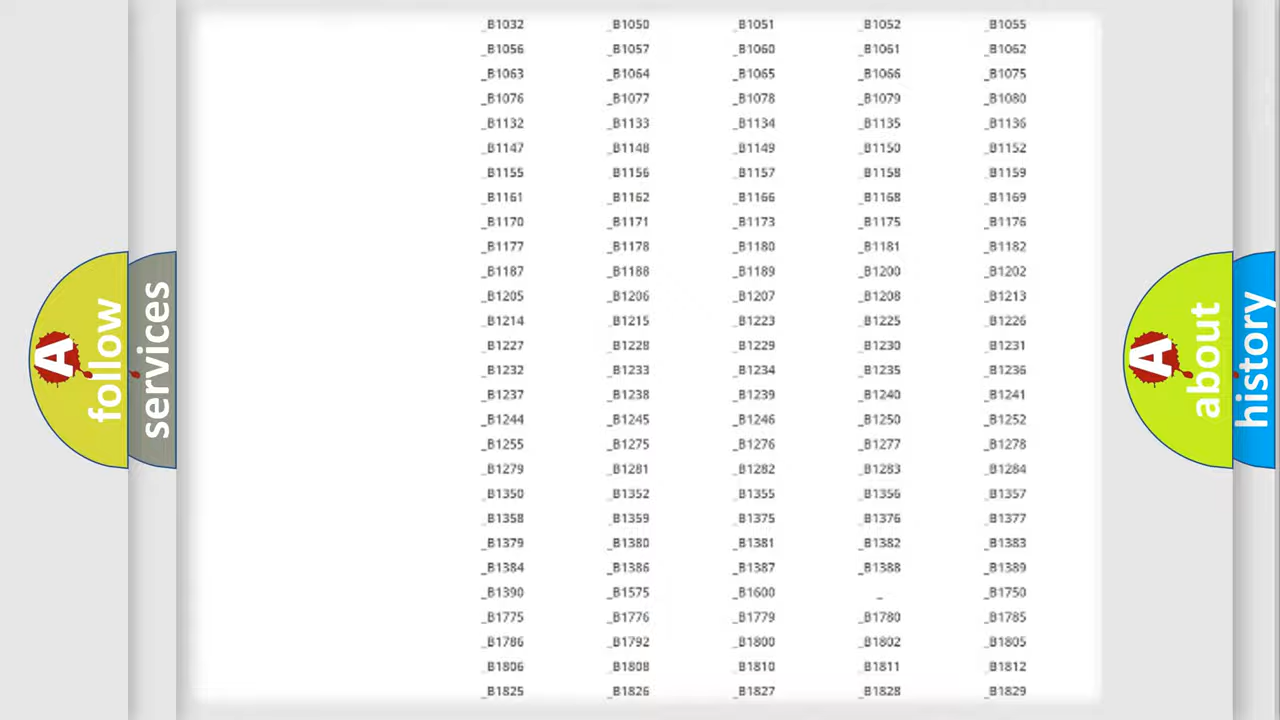 _B1032 _B1050 _B1051 _B1052 _B1055
_B1056 _B1057 _B1060 _B1061 _B1062
_B1063 _B1064 _B1065 _B1066 _B1075
_B1076 _B1077 _B1078 _B1079 _B1080
_B1132 _B1133 _B1134 _B1135 _B1136
_B1147 _B1148 _B1149 _B1150 _B1152
_B1155 _B1156 _B1157 _B1158 _B1159
_B1161 _B1162 _B1166 _B1168 _B1169
_B1170 _B1171 _B1173 _B1175 _B1176
_B1177 _B1178 _B1180 _B1181 _B1182
_B1187 _B1188 _B1189 _B1200 _B1202
_B1205 _B1206 _B1207 _B1208 _B1213
_B1214 _B1215 _B1223 _B1225 _B1226
_B1227 _B1228 _B1229 _B1230 _B1231
_B1232 _B1233 _B1234 _B1235 _B1236
_B1237 _B1238 _B1239 _B1240 _B1241
_B1244 _B1245 _B1246 _B1250 _B1252
_B1255 _B1275 _B1276 _B1277 _B1278
_B1279 _B1281 _B1282 _B1283 _B1284
_B1350 _B1352 _B1355 _B1356 _B1357
_B1358 _B1359 _B1375 _B1376 _B1377
_B1379 _B1380 _B1381 _B1382 _B1383
_B1384 _B1386 _B1387 _B1388 _B1389
_B1390 _B1575 _B1600 _ _B1750
_B1775 _B1776 _B1779 _B1780 _B1785
_B1786 _B1792 _B1800 _B1802 _B1805
_B1806 _B1808 _B1810 _B1811 _B1812
_B1825 _B1826 _B1827 _B1828 _B1829
A follow
services
A about
history